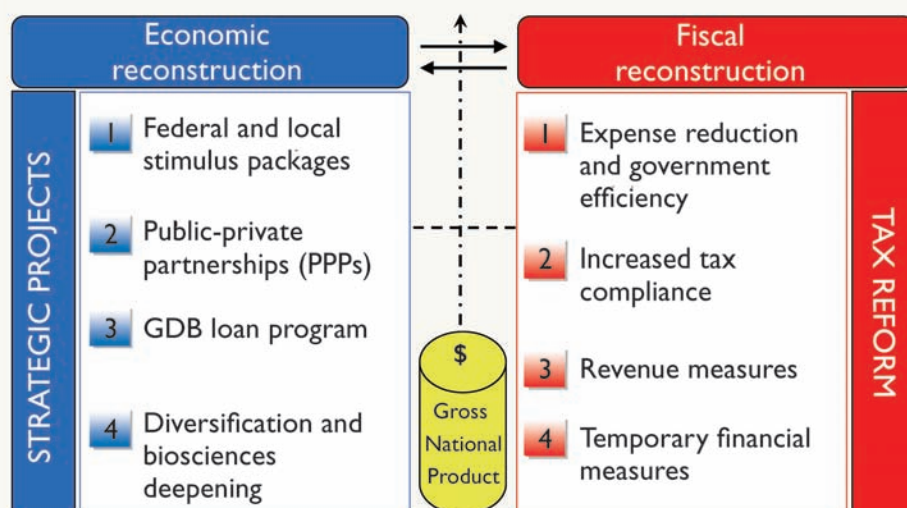 Economic
reconstruction
Fiscal
reconstruction
STRATEGIC PROJECTS
1 Federal and local
stimulus packages
2 Public-private
partnerships (PPPs)
3 GDB loan program
4 Diversification and
biosciences
deepening
$
Gross
National
Product
1 Expense reduction
and government
efficiency
2 Increased tax
compliance
3 Revenue measures
4 Temporary financial
measures
TAX REFORM